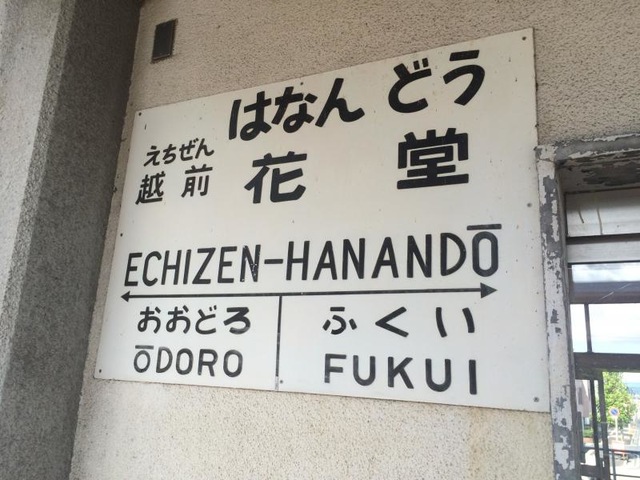 はなんどう
えちぜん
越前 花堂
ECHIZEN-HANANDŌ
おおどろ ふくい
ŌDORO FUKUI